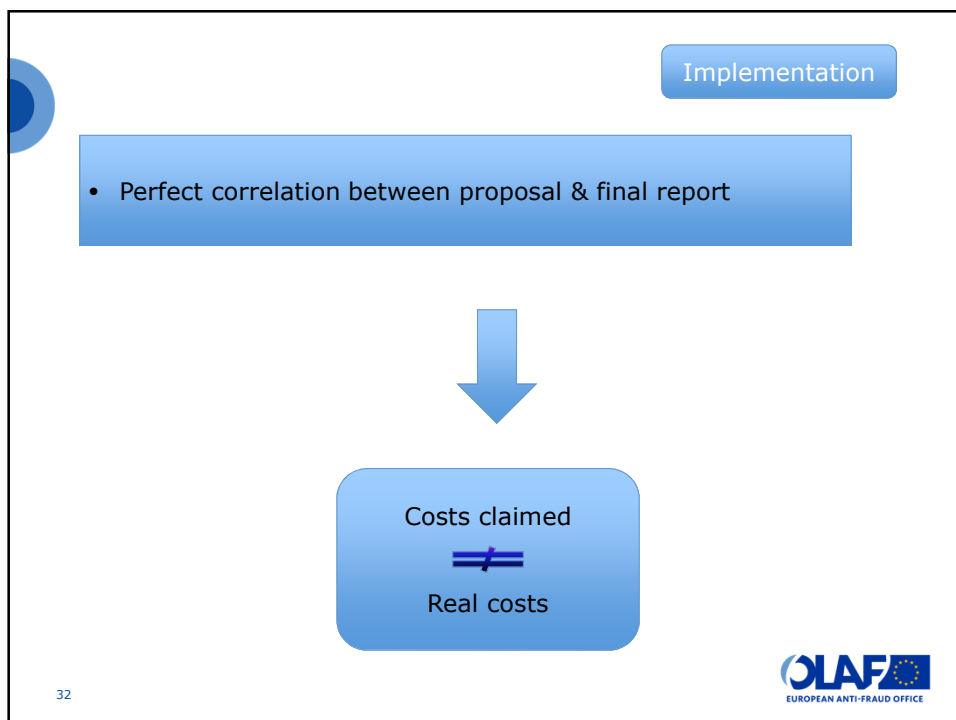 Implementation
• Perfect correlation between proposal & final report
Costs claimed
≠
Real costs
32
OLAF
EUROPEAN ANTI-FRAUD OFFICE